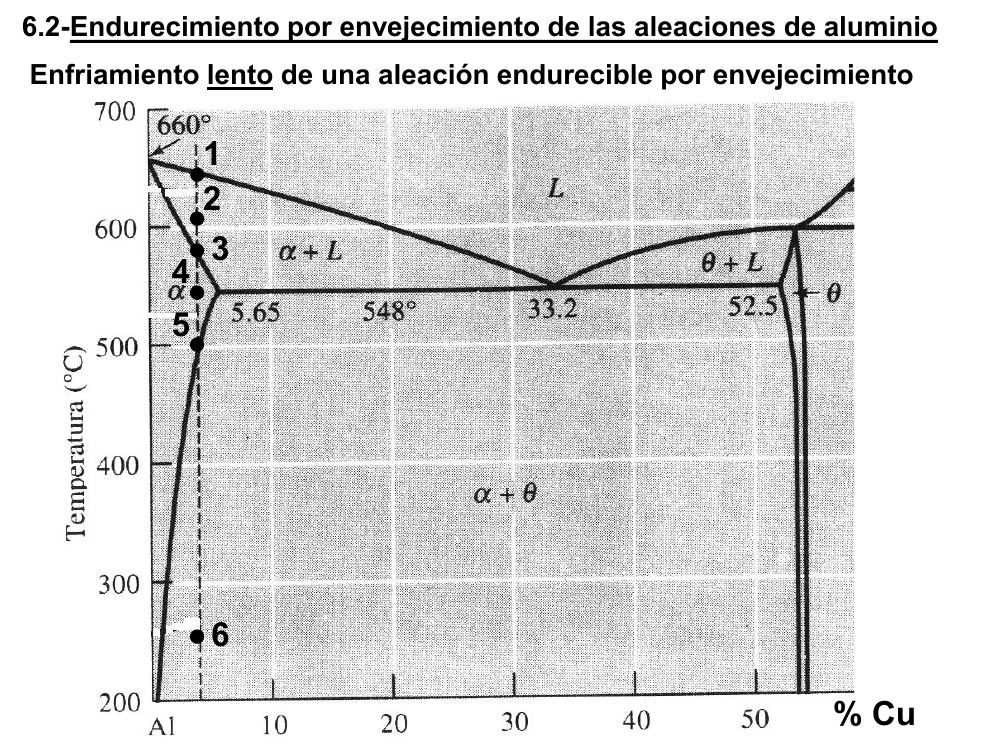 6.2-Endurecimiento por envejecimiento de las aleaciones de aluminio
Enfriamiento lento de una aleación endurecible por envejecimiento
700
660°
1
L
2
600
3
α + L
θ + L
4
α
θ
5.65
548°
33.2
52.5
5
500
Temperatura (°C)
400
α + θ
300
6
200
Al
10
20
30
40
50
% Cu